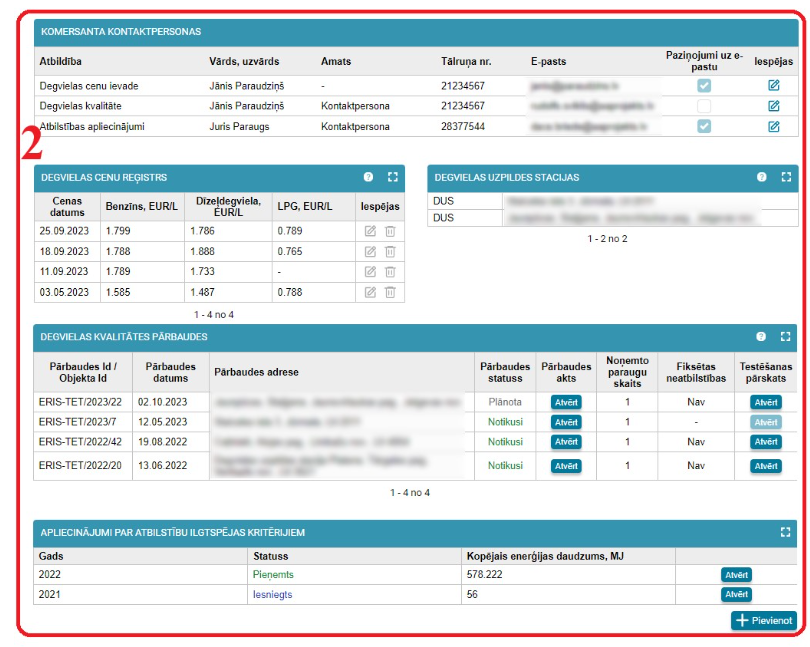 KOMERSANTA KONTAKTPERSONAS
Atbildība Vārds, uzvārds Amats Tālruņa nr. E-pasts Paziņojumi uz e-pastu Iespējas
Degvielas cenu ievade Jānis Paraudziņš - 21234567
Degvielas kvalitāte Jānis Paraudziņš Kontaktpersona 21234567
Atbilstības apliecinājumi Juris Paraugs Kontaktpersona 28377544
2
DEGVIELAS CENU REĢISTRS ?
Cenas datums Benzīns, EUR/L Dīzeļdegviela, EUR/L LPG, EUR/L Iespējas
25.09.2023 1.799 1.786 0.789
18.09.2023 1.788 1.888 0.765
11.09.2023 1.789 1.733 -
03.05.2023 1.585 1.487 0.788
1 - 4 no 4
DEGVIELAS UZPILDES STACIJAS ?
DUS
DUS
1 - 2 no 2
DEGVIELAS KVALITĀTES PĀRBAUDES ?
Pārbaudes Id / Objekta Id Pārbaudes datums Pārbaudes adrese Pārbaudes statuss Pārbaudes akts Noņemto paraugu skaits Fiksētas neatbilstības Testēšanas pārskats
ERIS-TET/2023/22 02.10.2023 Plānota Atvērt 1 Nav Atvērt
ERIS-TET/2023/7 12.05.2023 Notikusi Atvērt 1 - Atvērt
ERIS-TET/2022/42 19.08.2022 Notikusi Atvērt 1 Nav Atvērt
ERIS-TET/2022/20 13.06.2022 Notikusi Atvērt 1 Nav Atvērt
1 - 4 no 4
APLIECINĀJUMI PAR ATBILSTĪBU ILGTSPĒJAS KRITĒRIJIEM
Gads Statuss Kopējais enerģijas daudzums, MJ
2022 Pieņemts 578.222 Atvērt
2021 Iesniegts 56 Atvērt
+ Pievienot